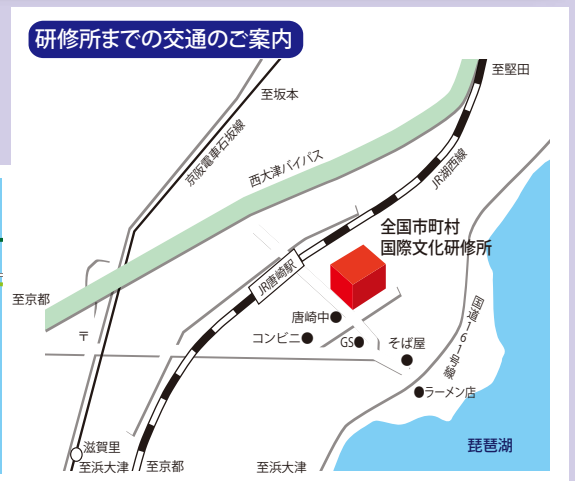 研修所までの交通のご案内
至堅田
至坂本
京阪電車石坂線
西大津バイパス
JR湖西線
全国市町村
国際文化研修所
JR唐崎駅
至京都
唐崎中
〒
コンビニ
GS
そば屋
国道161号線
ラーメン店
滋賀里
琵琶湖
至浜大津
至京都
至浜大津